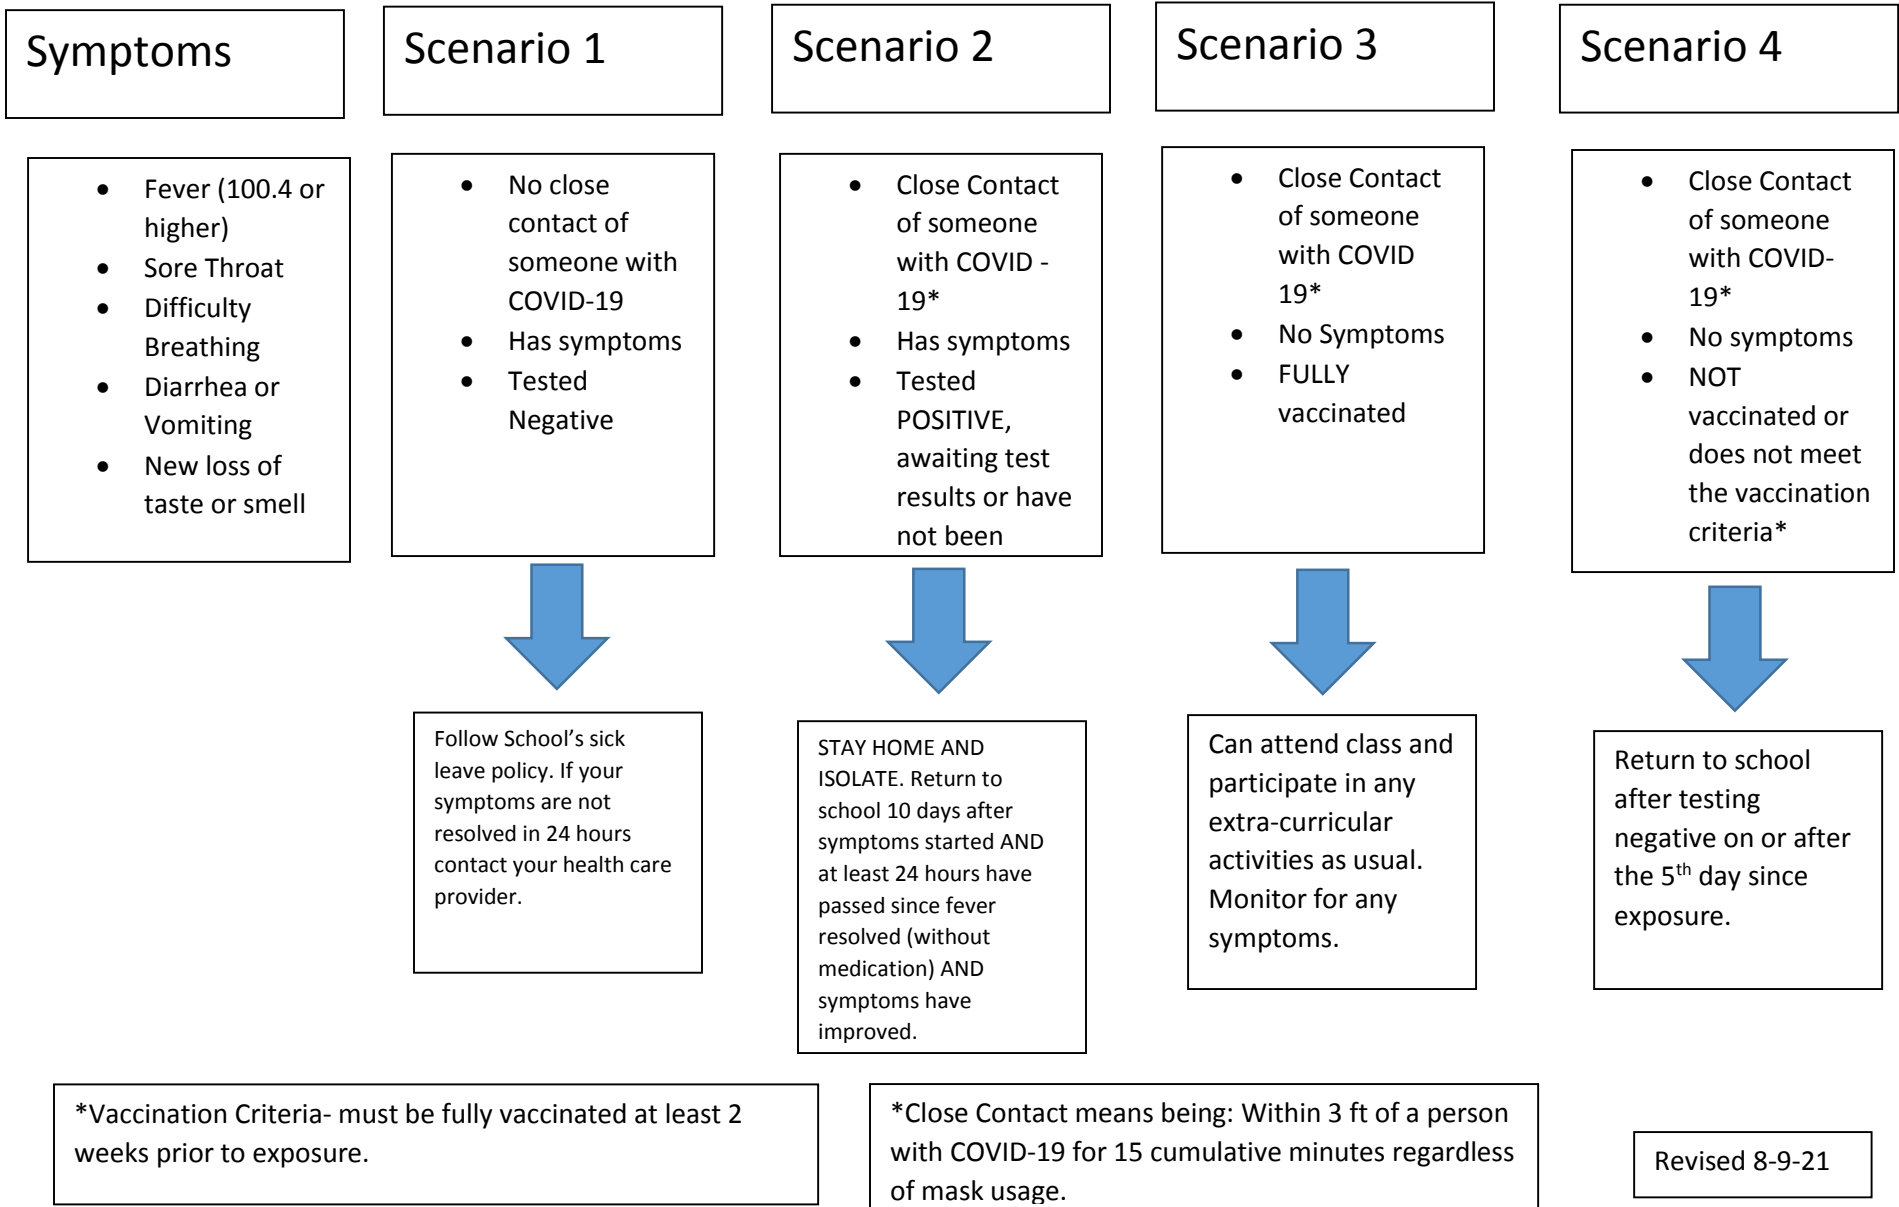 Symptoms
Scenario 1
Scenario 2
Scenario 3
Scenario 4
• Fever (100.4 or
higher)
• Sore Throat
• Difficulty
Breathing
• Diarrhea or
Vomiting
• New loss of
taste or smell
• No close
contact of
someone with
COVID-19
• Has symptoms
• Tested
Negative
• Close Contact
of someone
with COVID -
19*
• Has symptoms
• Tested
POSITIVE,
awaiting test
results or have
not been
• Close Contact
of someone
with COVID
19*
• No Symptoms
• FULLY
vaccinated
• Close Contact
of someone
with COVID-
19*
• No symptoms
• NOT
vaccinated or
does not meet
the vaccination
criteria*
Follow School’s sick
leave policy. If your
symptoms are not
resolved in 24 hours
contact your health care
provider.
STAY HOME AND
ISOLATE. Return to
school 10 days after
symptoms started AND
at least 24 hours have
passed since fever
resolved (without
medication) AND
symptoms have
improved.
Can attend class and
participate in any
extra-curricular
activities as usual.
Monitor for any
symptoms.
Return to school
after testing
negative on or after
the 5th day since
exposure.
*Vaccination Criteria- must be fully vaccinated at least 2
weeks prior to exposure.
*Close Contact means being: Within 3 ft of a person
with COVID-19 for 15 cumulative minutes regardless
of mask usage.
Revised 8-9-21